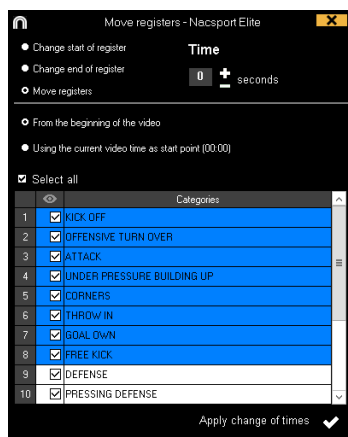 Move registers - Nacsport Elite
Change start of register
Time
Change end of register
0 seconds
Move registers
From the beginning of the video
Using the current video time as start point (00:00)
Select all
Categories
1 KICK OFF
2 OFFENSIVE TURN OVER
3 ATTACK
4 UNDER PRESSURE BUILDING UP
5 CORNERS
6 THROW IN
7 GOAL OWN
8 FREE KICK
9 DEFENSE
10 PRESSING DEFENSE
Apply change of times